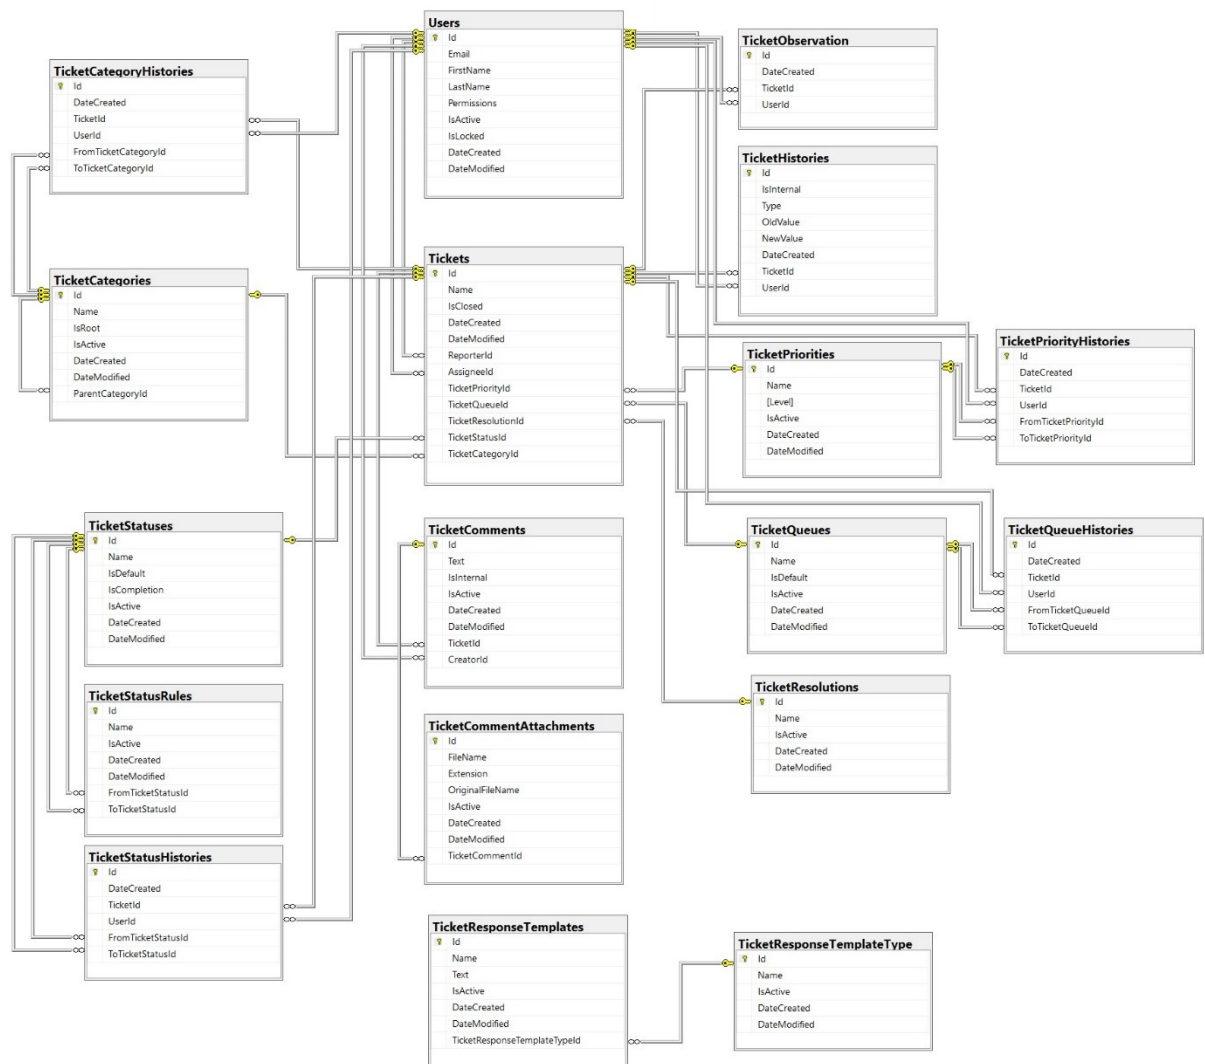 Users
Id
Email
FirstName
LastName
Permissions
IsActive
IsLocked
DateCreated
DateModified
TicketObservation
Id
DateCreated
TicketId
UserId
TicketCategoryHistories
Id
DateCreated
TicketId
UserId
FromTicketCategoryId
ToTicketCategoryId
TicketHistories
Id
IsInternal
Type
OldValue
NewValue
DateCreated
TicketId
UserId
Tickets
Id
Name
IsClosed
DateCreated
DateModified
ReporterId
AssigneeId
TicketPriorityId
TicketQueueId
TicketResolutionId
TicketStatusId
TicketCategoryId
TicketCategories
Id
Name
IsRoot
IsActive
DateCreated
DateModified
ParentCategoryId
TicketPriorities
Id
Name
[Level]
IsActive
DateCreated
DateModified
TicketPriorityHistories
Id
DateCreated
TicketId
UserId
FromTicketPriorityId
ToTicketPriorityId
TicketStatuses
Id
Name
IsDefault
IsCompletion
IsActive
DateCreated
DateModified
TicketComments
Id
Text
IsInternal
IsActive
DateCreated
DateModified
TicketId
CreatorId
TicketQueues
Id
Name
IsDefault
IsActive
DateCreated
DateModified
TicketQueueHistories
Id
DateCreated
TicketId
UserId
FromTicketQueueId
ToTicketQueueId
TicketStatusRules
Id
Name
IsActive
DateCreated
DateModified
FromTicketStatusId
ToTicketStatusId
TicketCommentAttachments
Id
FileName
Extension
OriginalFileName
IsActive
DateCreated
DateModified
TicketCommentId
TicketResolutions
Id
Name
IsActive
DateCreated
DateModified
TicketStatusHistories
Id
DateCreated
TicketId
UserId
FromTicketStatusId
ToTicketStatusId
TicketResponseTemplates
Id
Name
Text
IsActive
DateCreated
DateModified
TicketResponseTemplateTypeId
TicketResponseTemplateType
Id
Name
IsActive
DateCreated
DateModified